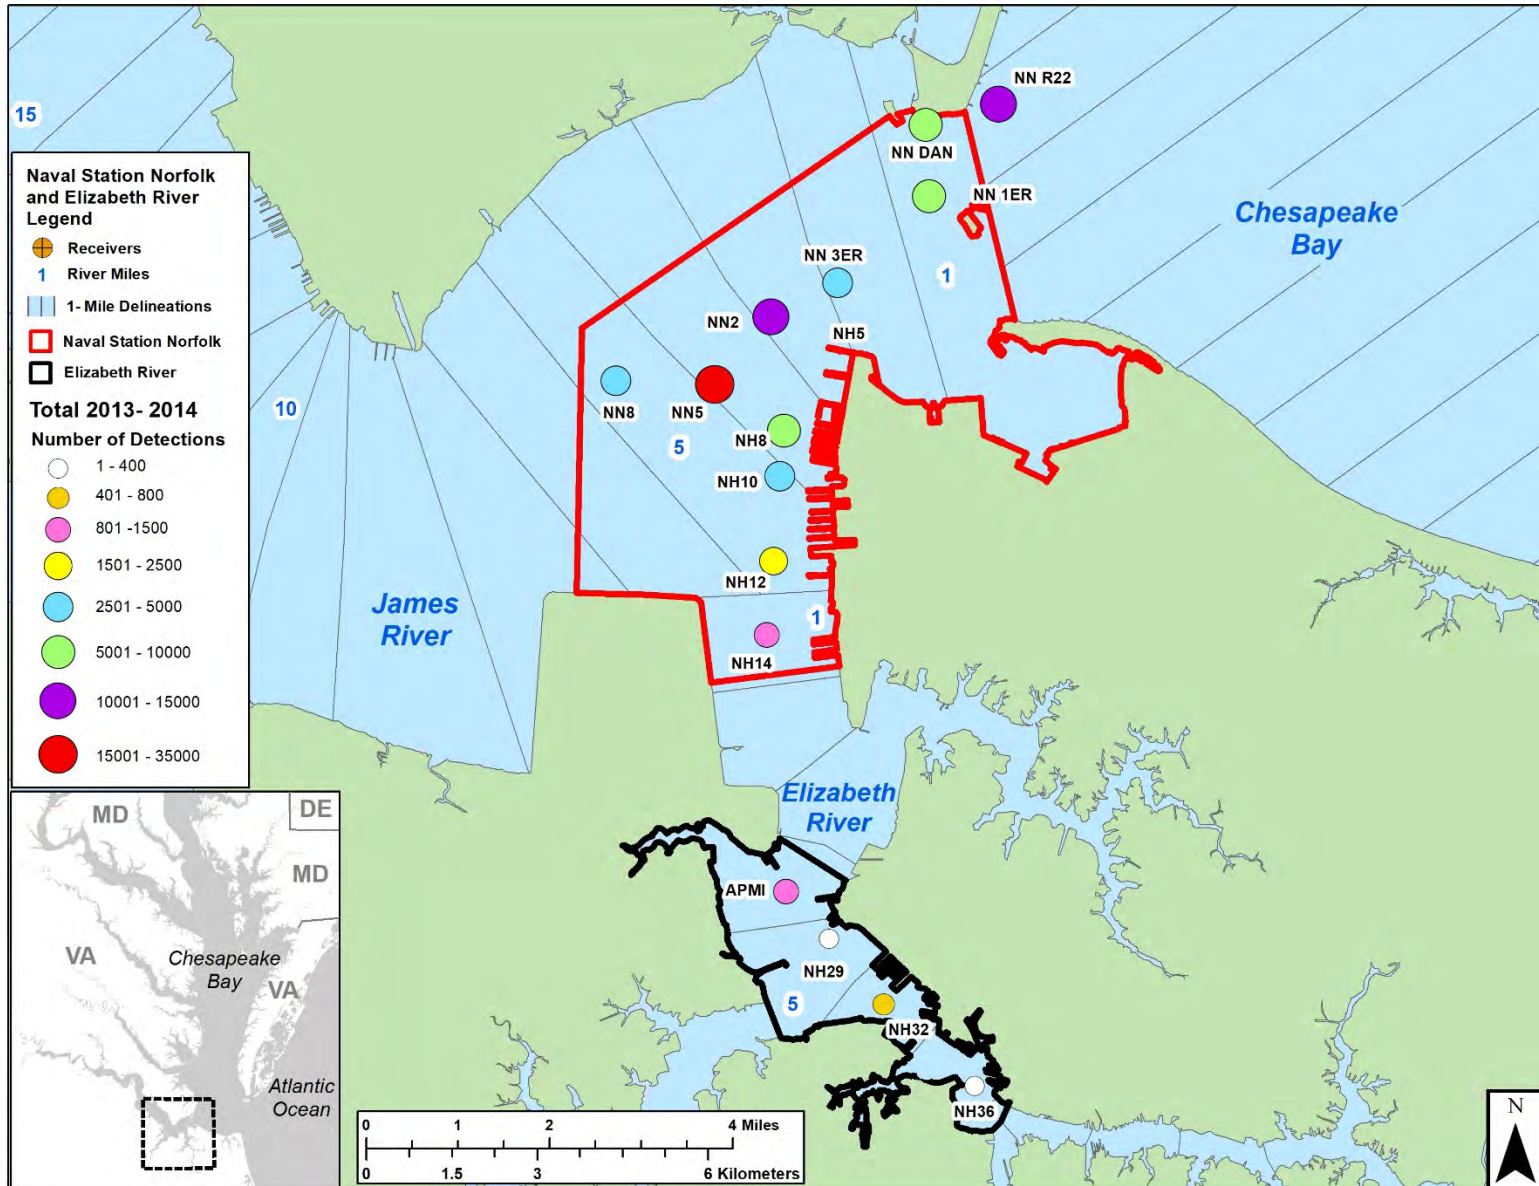 NN R22
15
NN DAN
Naval Station Norfolk
and Elizabeth River
Legend
Receivers
1 River Miles
1- Mile Delineations
Naval Station Norfolk
Elizabeth River
Total 2013- 2014
Number of Detections
1 - 400
401 - 800
801 -1500
1501 - 2500
2501 - 5000
5001 - 10000
10001 - 15000
15001 - 35000
NN 1ER
Chesapeake
Bay
NN 3ER
1
NN2
NH5
NN8
NN5
10
NH8
5
NH10
NH12
James
River
1
NH14
Elizabeth
River
APMI
NH29
5
NH32
NH36
MD
DE
MD
VA
Chesapeake
Bay
VA
Atlantic
Ocean
0 1 2 4 Miles
0 1.5 3 6 Kilometers
N